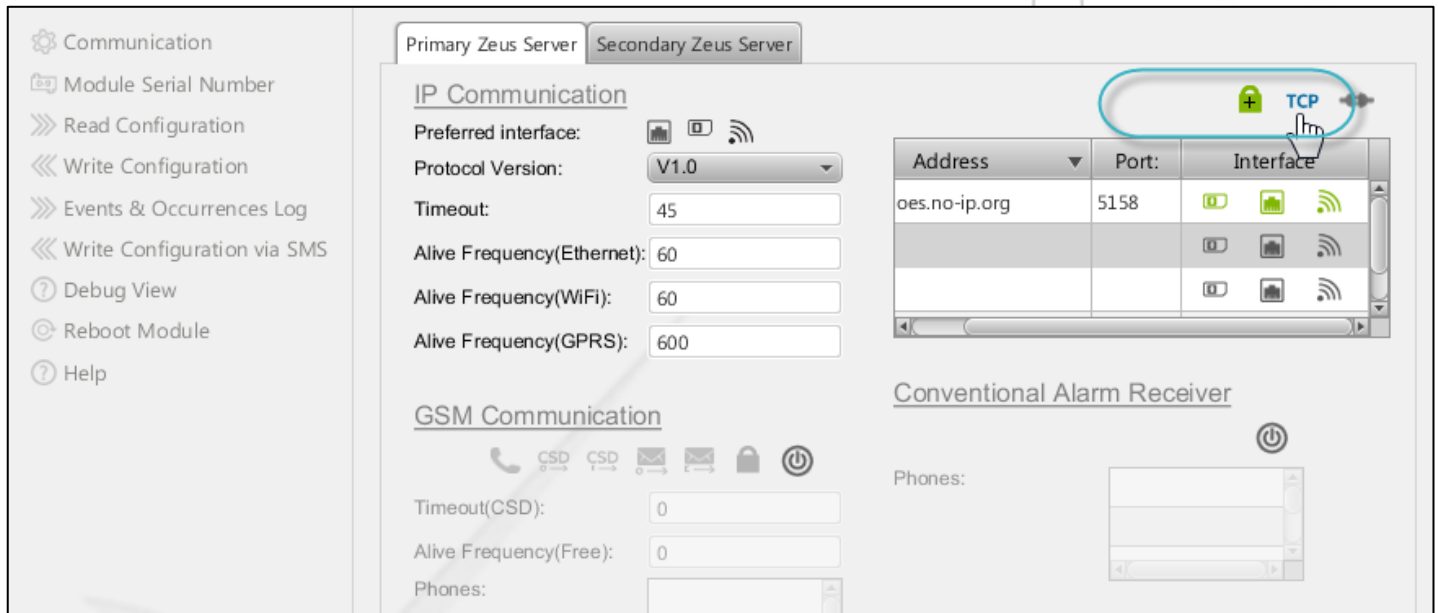 Communication
Module Serial Number
Read Configuration
Write Configuration
Events & Occurrences Log
Write Configuration via SMS
Debug View
Reboot Module
Help
Primary Zeus Server
Secondary Zeus Server
IP Communication
Preferred interface:
Protocol Version:
V1.0
Timeout:
45
Alive Frequency(Ethernet):
60
Alive Frequency(WiFi):
60
Alive Frequency(GPRS):
600
TCP
Address Port: Interface
oes.no-ip.org 5158
GSM Communication
CSD CSD
Timeout(CSD):
0
Alive Frequency(Free):
0
Phones:
Conventional Alarm Receiver
Phones: